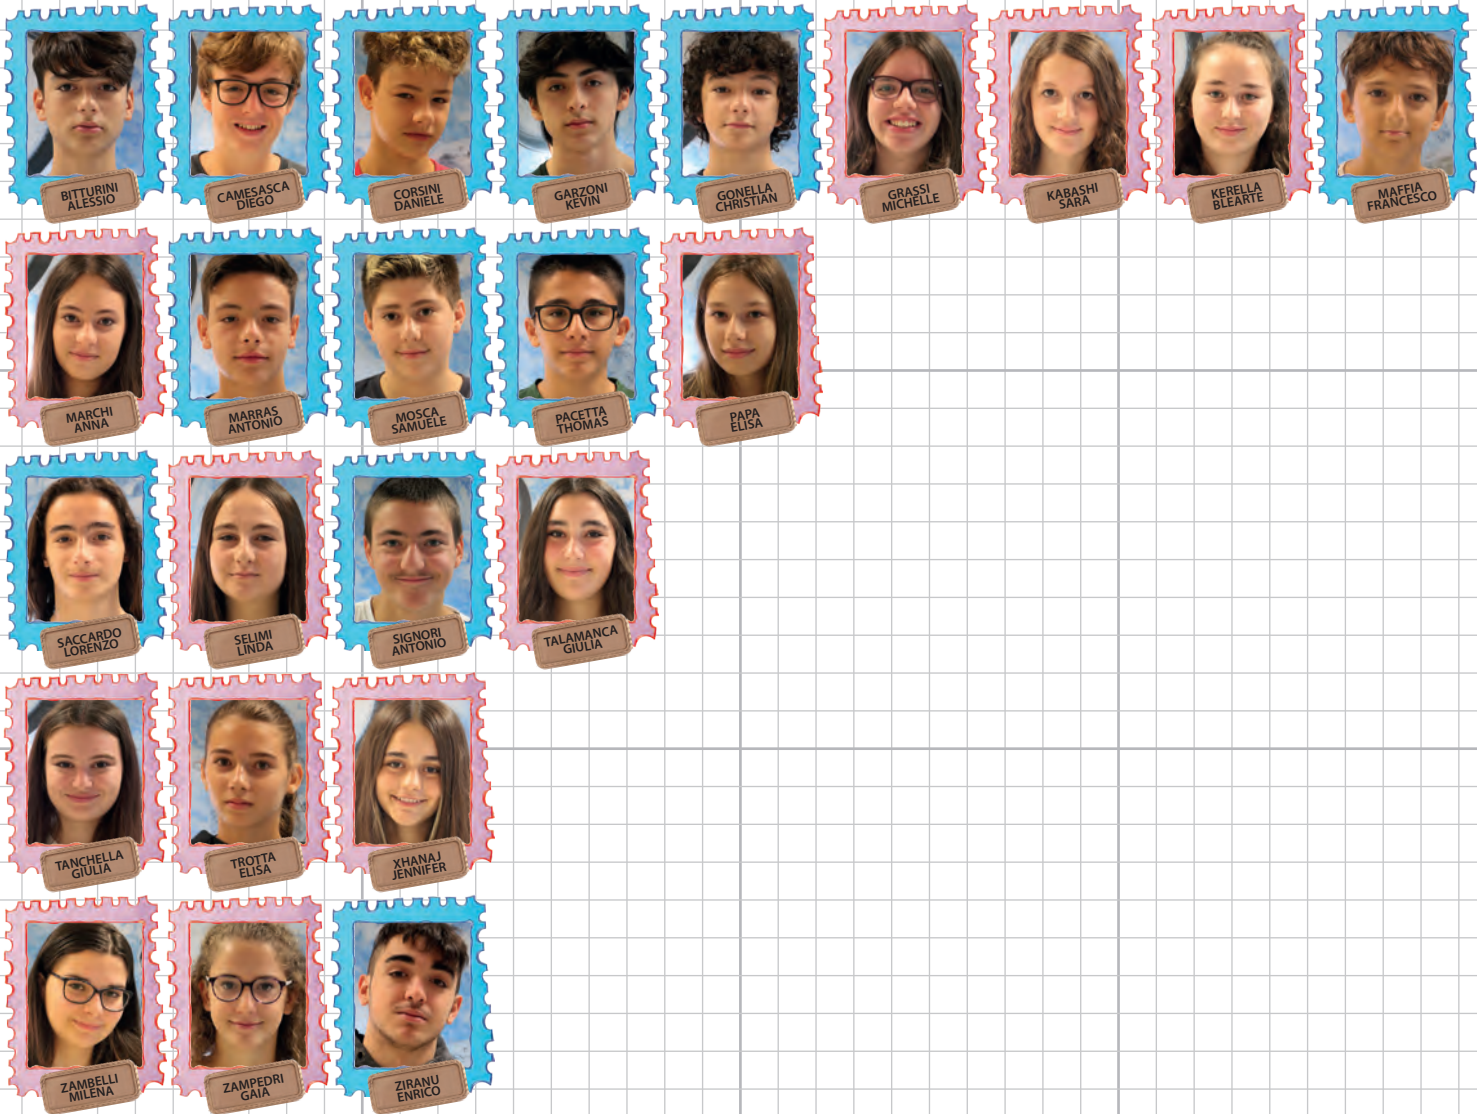 BITTURINI
ALESSIO
CAMESASCA
DIEGO
CORSINI
DANIELE
GARZONI
KEVIN
GONELLA
CHRISTIAN
GRASSI
MICHELLE
KABASHI
SARA
KERELLA
BLEARTE
MAFFIA
FRANCESCO
MARCHI
ANNA
MARRAS
ANTONIO
MOSCA
SAMUELE
PACETTA
THOMAS
PAPA
ELISA
SACCARDO
LORENZO
SELIMI
LINDA
SIGNORI
ANTONIO
TALAMANCA
GIULIA
TANCHELLA
GIULIA
TROTTA
ELISA
XHANAJ
JENNIFER
ZAMBELLI
MILENA
ZAMPEDRI
GAIA
ZIRANU
ENRICO